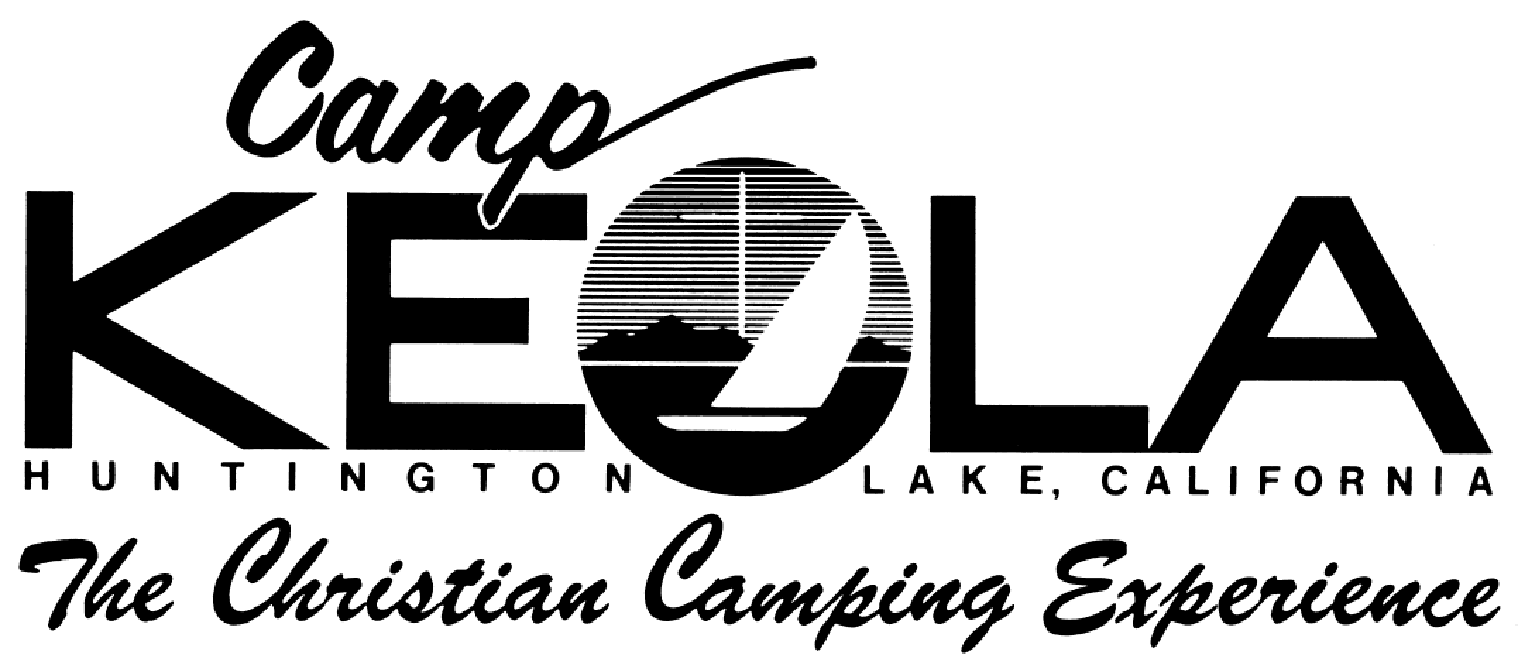 Camp
KEOLA
HUNTINGTON LAKE, CALIFORNIA
The Christian Camping Experience